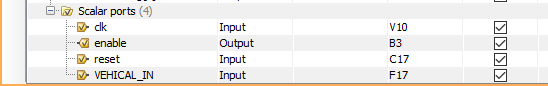 Scalar ports (4)
clk Input V10
enable Output B3
reset Input C17
VEHICAL_IN Input F17